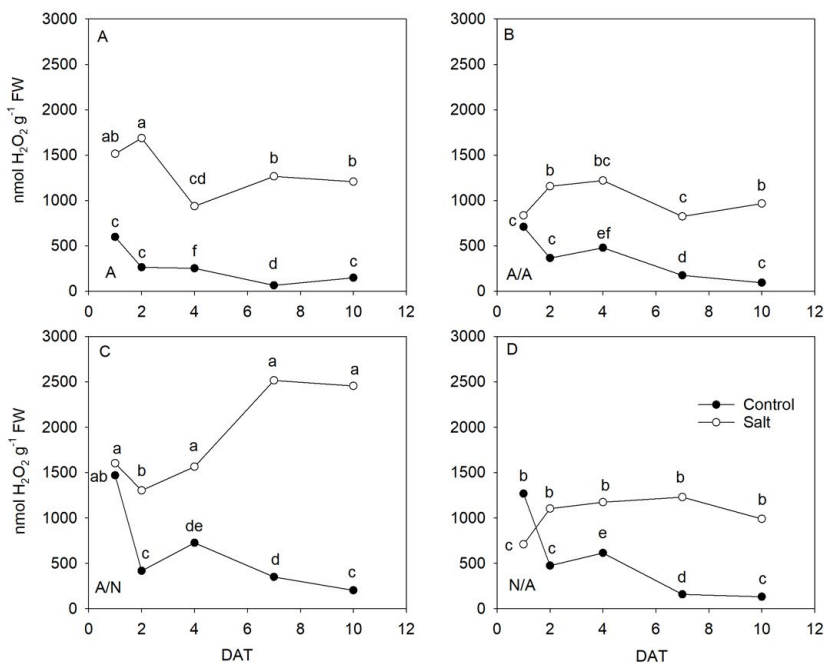 A
nmol H₂O₂ g⁻¹ FW
3000
2500
2000
1500
1000
500
0
ab
a
cd
b
b
c
c
f
d
c
A
0 2 4 6 8 10 12
B
3000
2500
2000
1500
1000
500
0
b
bc
c
b
c
c
ef
d
c
A/A
0 2 4 6 8 10 12
C
nmol H₂O₂ g⁻¹ FW
3000
2500
2000
1500
1000
500
0
a
b
a
a
a
ab
c
de
d
c
A/N
0 2 4 6 8 10 12
DAT
D
3000
2500
2000
1500
1000
500
0
Control
Salt
b
b
b
b
b
c
c
e
d
c
N/A
0 2 4 6 8 10 12
DAT